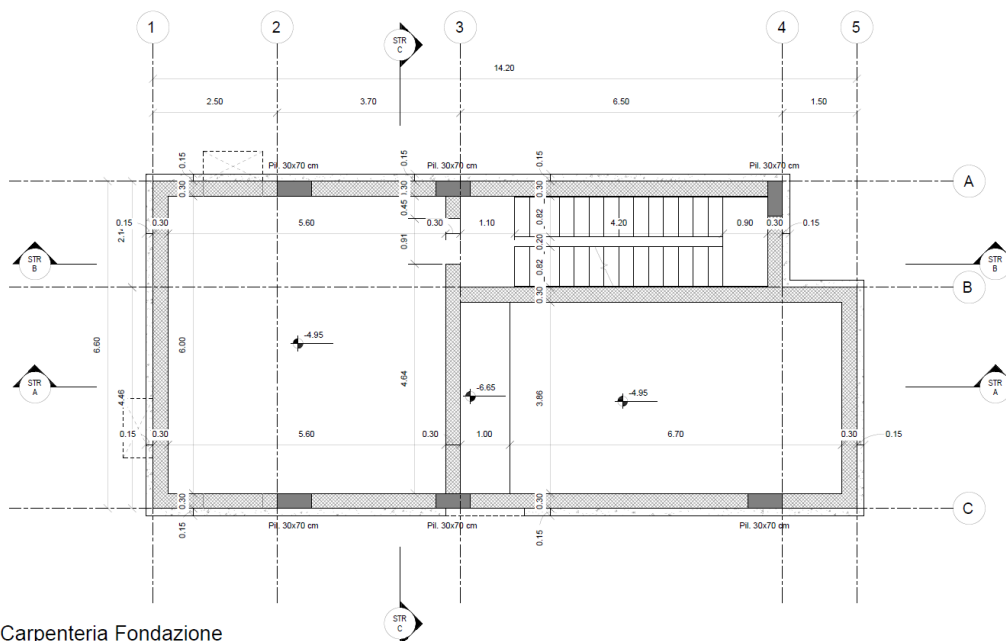 1 2 3 4 5
STR C
14.20
2.50 3.70 6.50 1.50
0.15 0.15 0.15
Pil. 30x70 cm Pil. 30x70 cm Pil. 30x70 cm
A
0.30 0.30 0.30
0.45 0.82
0.15 0.30 5.60 0.30 1.10 4.20 0.90 0.30 0.15
0.91 0.20
STR B STR B
0.82
B
0.30
-4.95
6.60 6.00
STR A STR A
-6.65 -4.95
4.46 4.64 3.86
0.15 0.30 5.60 0.30 1.00 6.70 0.30 0.15
0.30 0.30
C
Pil. 30x70 cm Pil. 30x70 cm Pil. 30x70 cm
0.15 0.15
STR C
Carpenteria Fondazione